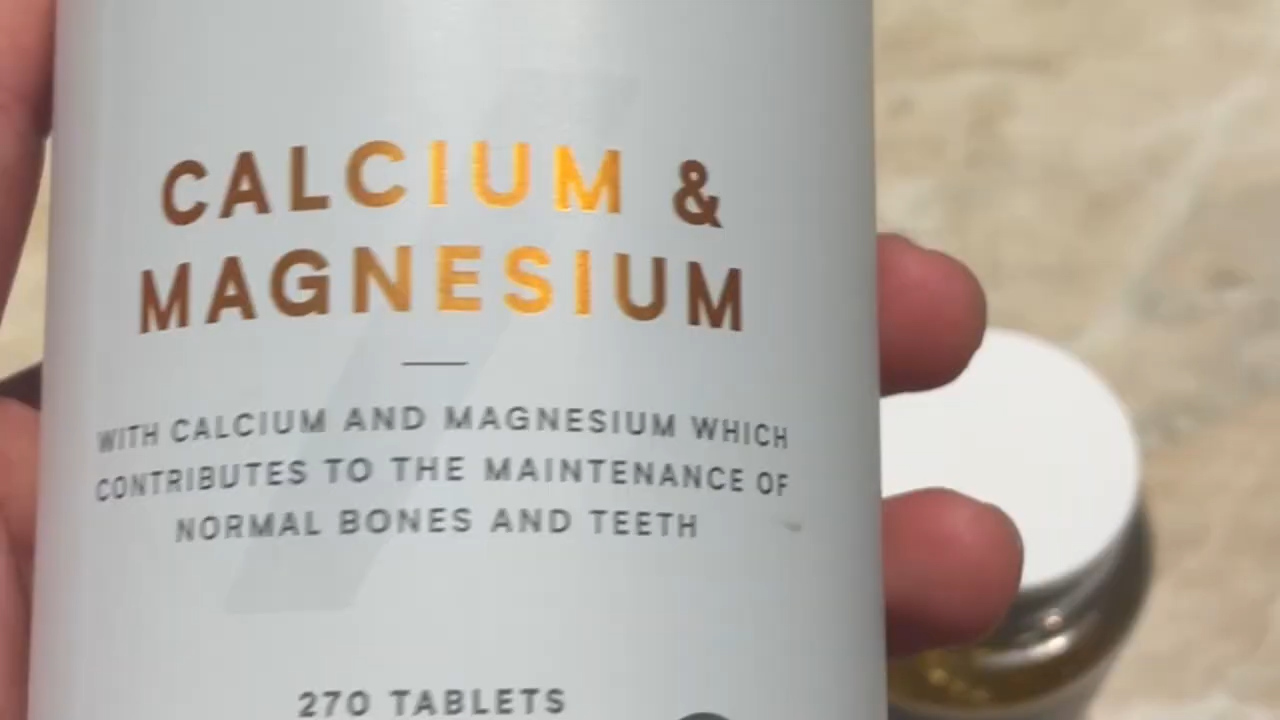 CALCIUM &
MAGNESIUM
WITH CALCIUM AND MAGNESIUM WHICH
CONTRIBUTES TO THE MAINTENANCE OF
NORMAL BONES AND TEETH
270 TABLETS